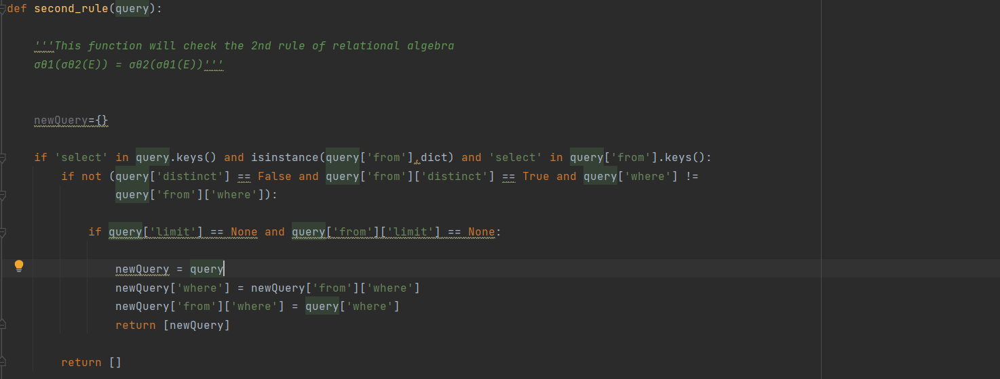 def second_rule(query):
'''This function will check the 2nd rule of relational algebra
σθ1(σθ2(E)) = σθ2(σθ1(E))'''
newQuery={}
if 'select' in query.keys() and isinstance(query['from'],dict) and 'select' in query['from'].keys():
if not (query['distinct'] == False and query['from']['distinct'] == True and query['where'] !=
query['from']['where']):
if query['limit'] == None and query['from']['limit'] == None:
newQuery = query
newQuery['where'] = newQuery['from']['where']
newQuery['from']['where'] = query['where']
return [newQuery]
return []